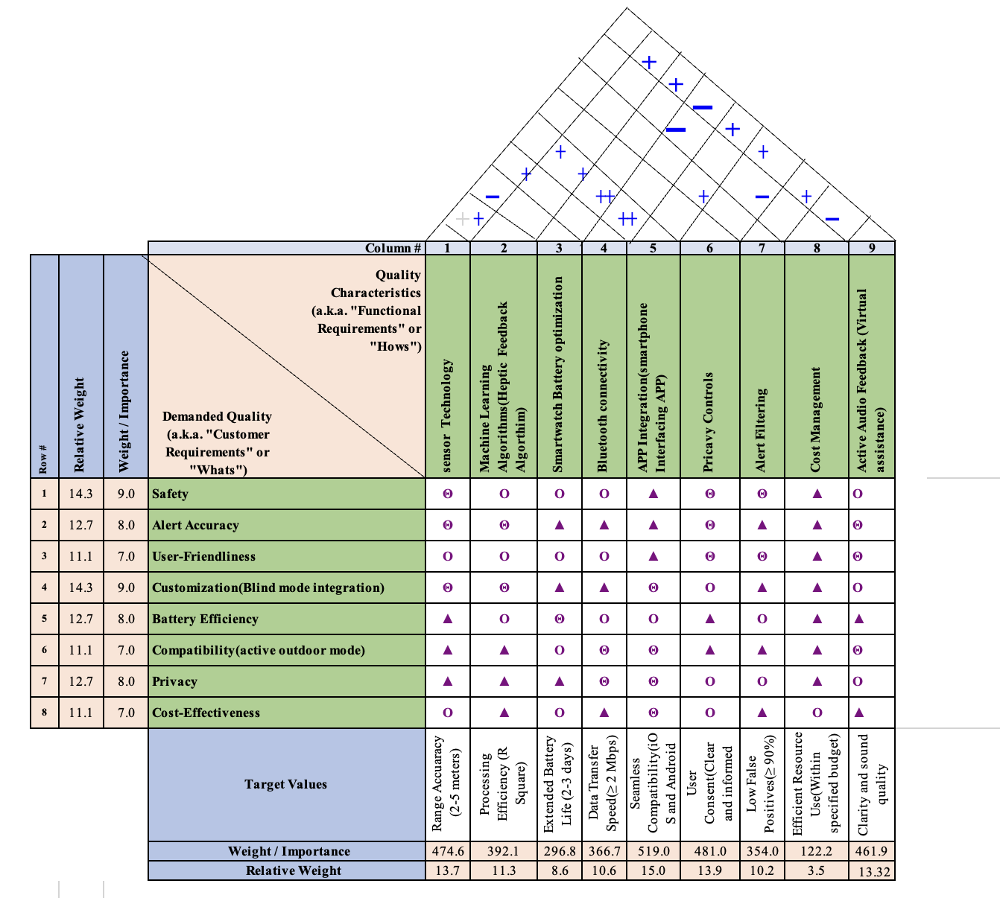 +
+
−
− +
+ +
+ +
− ++ + − +
+ + ++ −
Column # 1 2 3 4 5 6 7 8 9
Row #
Relative Weight
Weight / Importance
Quality
Characteristics
(a.k.a. "Functional
Requirements" or
"Hows")
Demanded Quality
(a.k.a. "Customer
Requirements" or
"Whats")
sensor Technology
Machine Learning
Algorithms(Heptic Feedback
Algorthim)
Smartwatch Battery optimization
Bluetooth connectivity
APP Integration(smartphone
Interfacing APP)
Pricavy Controls
Alert Filtering
Cost Management
Active Audio Feedback (Virtual
assistance)
1 14.3 9.0 Safety Θ Ο Ο Ο ▲ Θ Θ ▲ Ο
2 12.7 8.0 Alert Accuracy Θ Θ ▲ ▲ ▲ Θ ▲ ▲ Θ
3 11.1 7.0 User-Friendliness Ο Ο Ο Ο ▲ Θ Θ ▲ Θ
4 14.3 9.0 Customization(Blind mode integration) Θ Θ ▲ ▲ Θ Ο ▲ ▲ Ο
5 12.7 8.0 Battery Efficiency ▲ Ο Θ Ο Ο ▲ Ο ▲ ▲
6 11.1 7.0 Compatibility(active outdoor mode) ▲ ▲ Ο Θ Θ ▲ ▲ ▲ Θ
7 12.7 8.0 Privacy ▲ ▲ ▲ Θ Θ Ο Ο ▲ Ο
8 11.1 7.0 Cost-Effectiveness Ο ▲ Ο ▲ Θ Ο ▲ Ο ▲
Target Values
Range Accuaracy
(2-5 meters)
Processing
Efficiency (R
Square)
Extended Battery
Life (2-3 days)
Data Transfer
Speed(≥ 2 Mbps)
Seamless
Compatibility(iO
S and Android
User
Consent(Clear
and informed
Low False
Positives(≥ 90%)
Efficient Resource
Use(Within
specified budget)
Clarity and sound
quality
Weight / Importance 474.6 392.1 296.8 366.7 519.0 481.0 354.0 122.2 461.9
Relative Weight 13.7 11.3 8.6 10.6 15.0 13.9 10.2 3.5 13.32